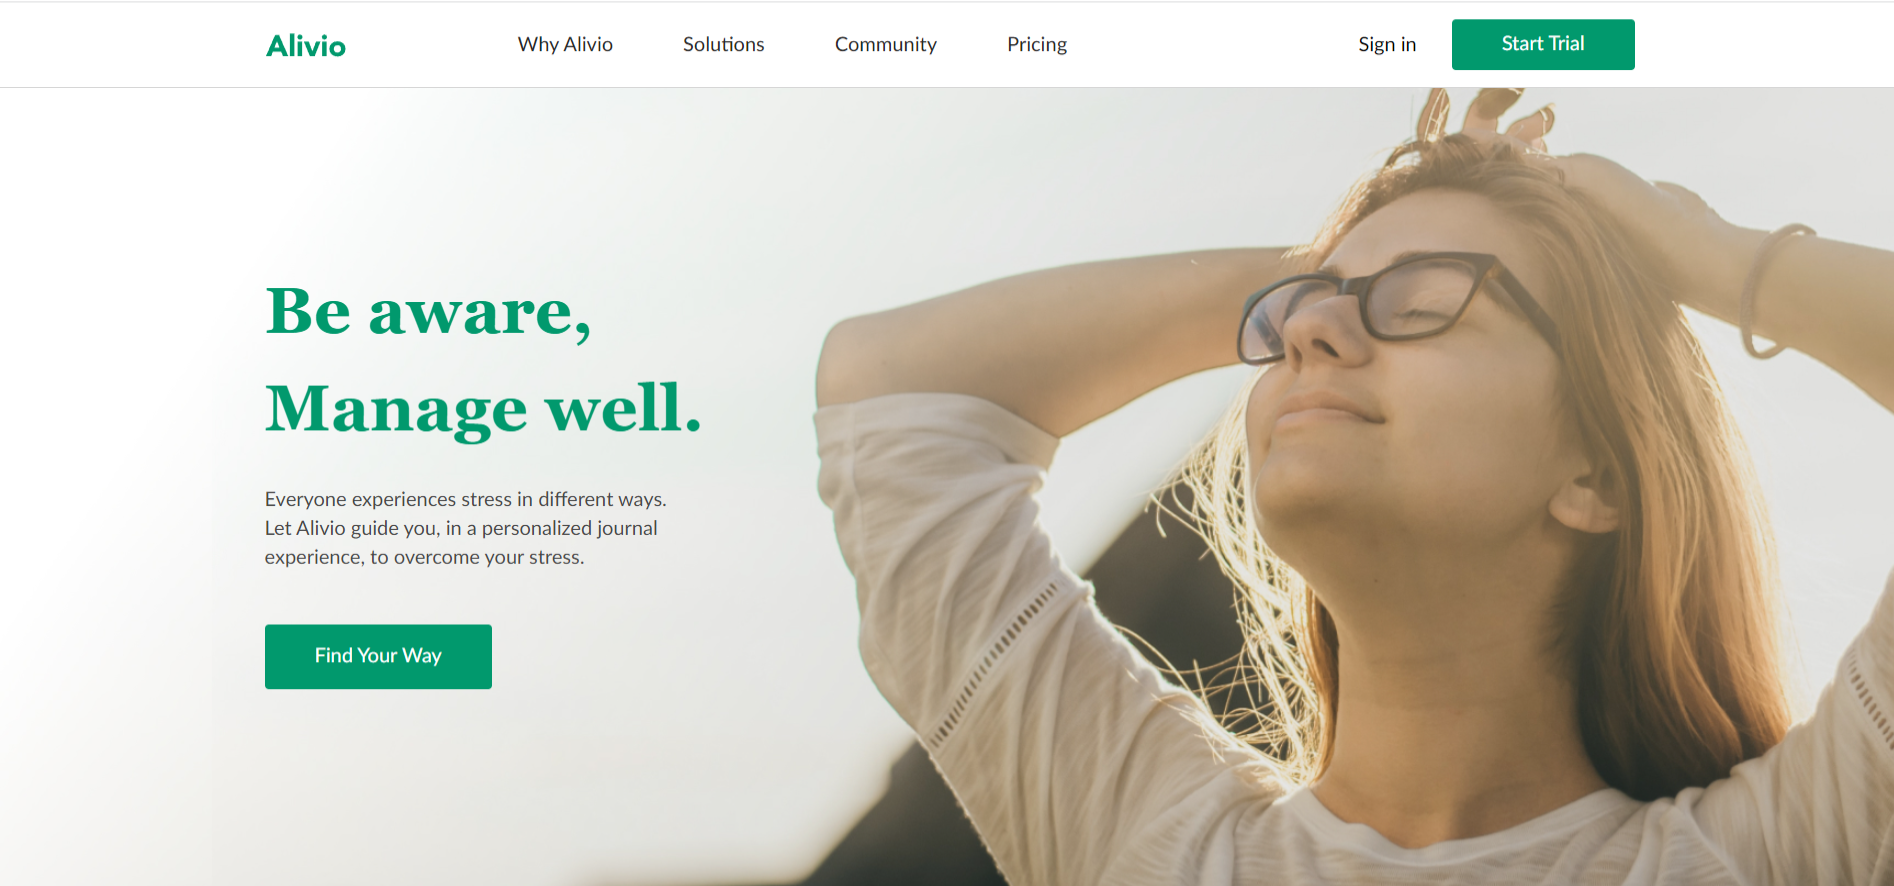 Alivio
Why Alivio
Solutions
Community
Pricing
Sign in
Start Trial
Be aware,
Manage well.
Everyone experiences stress in different ways.
Let Alivio guide you, in a personalized journal
experience, to overcome your stress.
Find Your Way